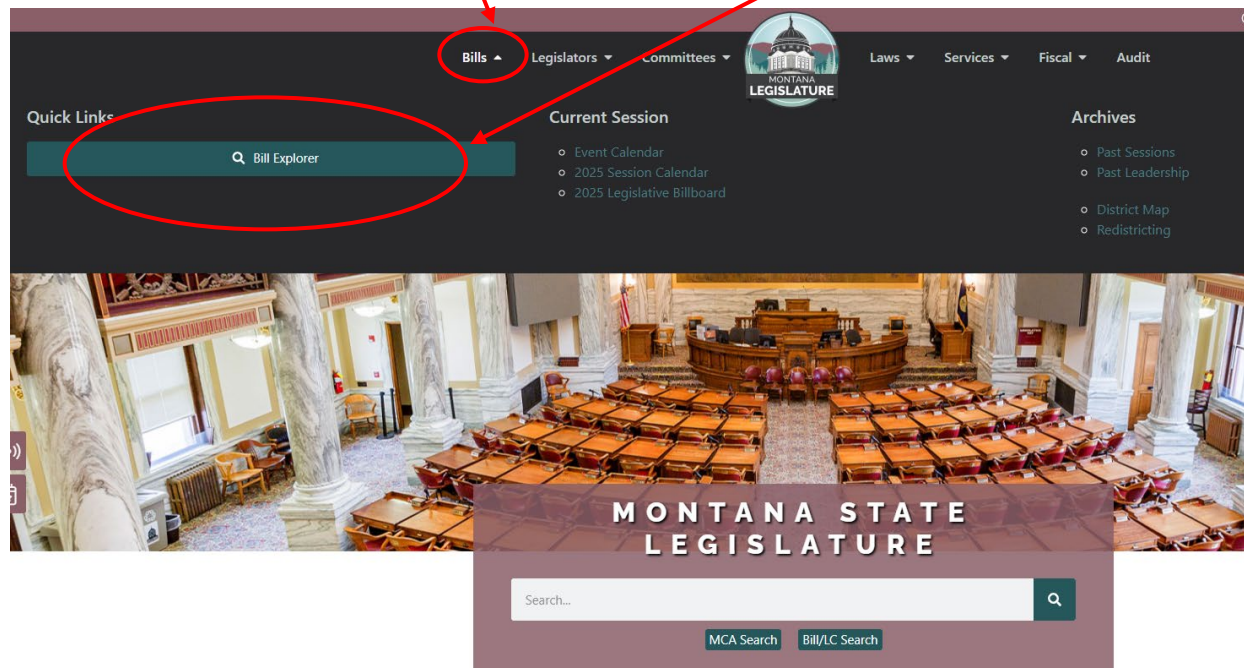 Bills Legislators Committees Laws Services Fiscal Audit
MONTANA
LEGISLATURE
Quick Links
Bill Explorer
Current Session
Event Calendar
2025 Session Calendar
2025 Legislative Billboard
Archives
Past Sessions
Past Leadership
District Map
Redistricting
MONTANA STATE
LEGISLATURE
Search...
MCA Search Bill/LC Search